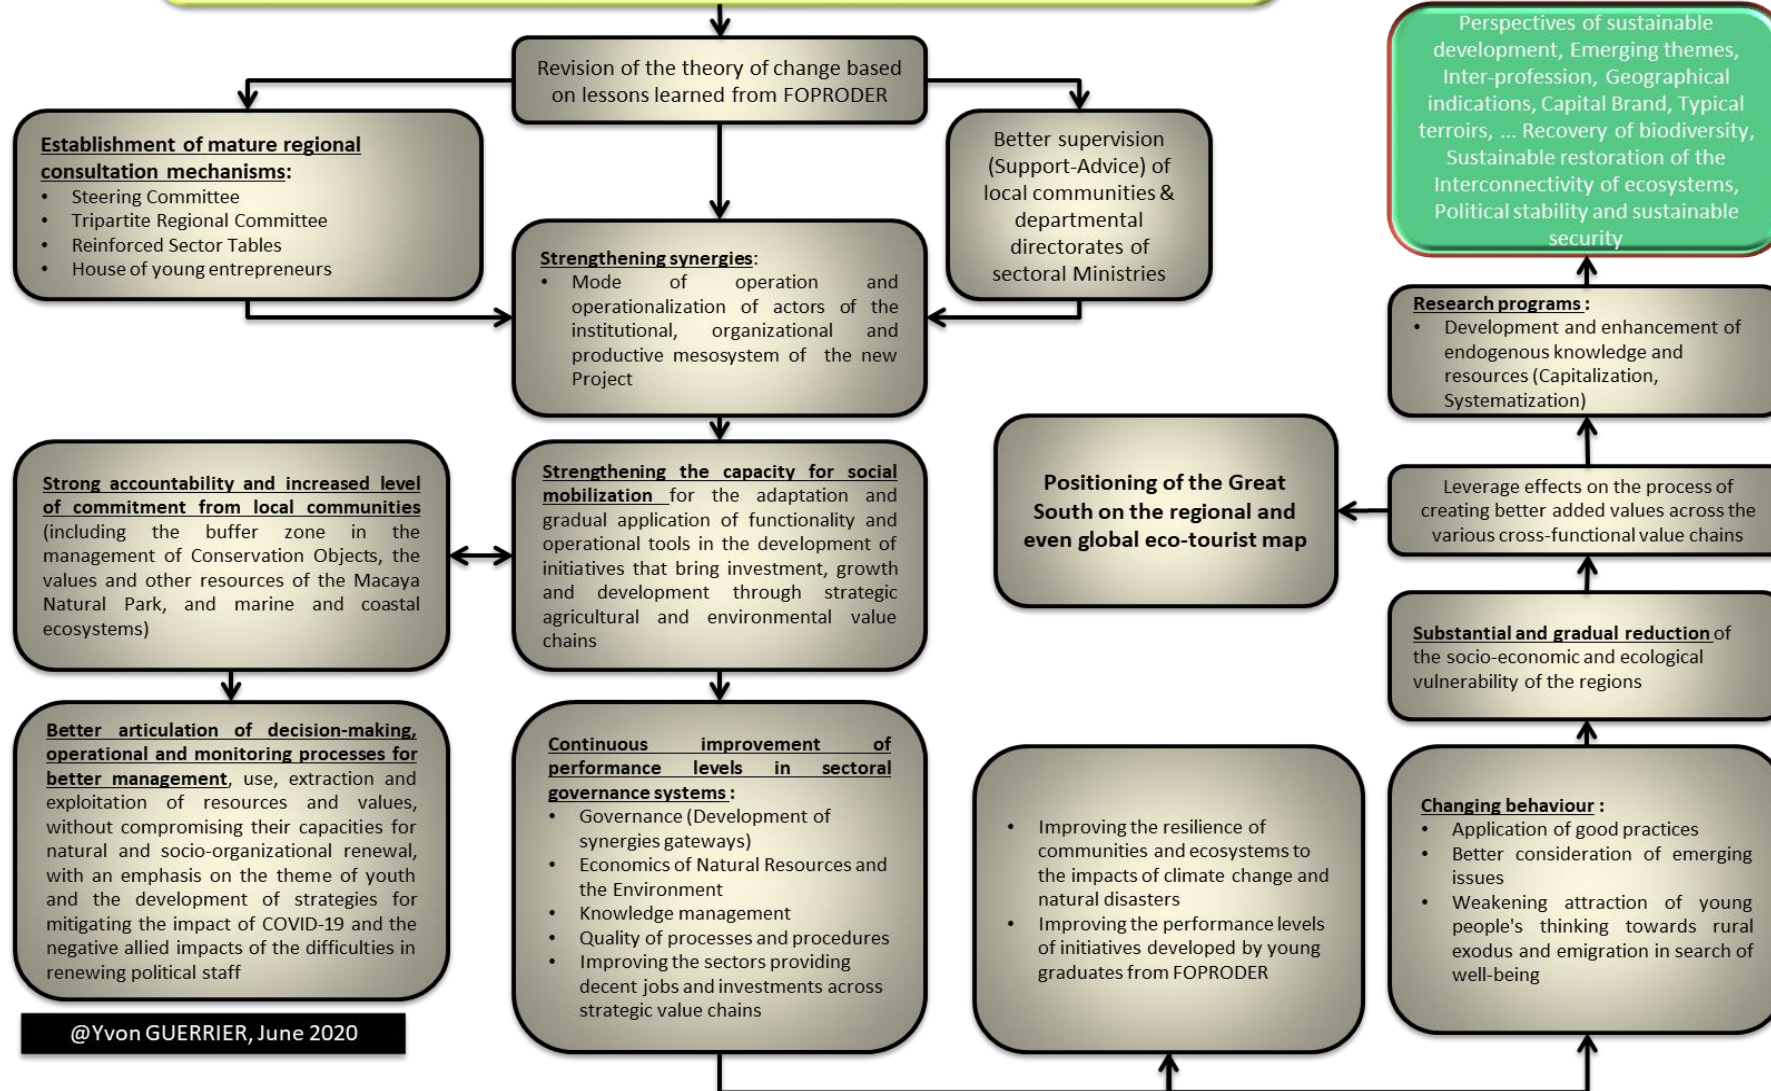 Revision of the theory of change based
on lessons learned from FOPRODER
Establishment of mature regional
consultation mechanisms:
• Steering Committee
• Tripartite Regional Committee
• Reinforced Sector Tables
• House of young entrepreneurs
Better supervision
(Support-Advice) of
local communities &
departmental
directorates of
sectoral Ministries
Strengthening synergies:
• Mode of operation and
operationalization of actors of the
institutional, organizational and
productive mesosystem of the new
Project
Strong accountability and increased level
of commitment from local communities
(including the buffer zone in the
management of Conservation Objects, the
values and other resources of the Macaya
Natural Park, and marine and coastal
ecosystems)
Strengthening the capacity for social
mobilization for the adaptation and
gradual application of functionality and
operational tools in the development of
initiatives that bring investment, growth
and development through strategic
agricultural and environmental value
chains
Better articulation of decision-making,
operational and monitoring processes for
better management, use, extraction and
exploitation of resources and values,
without compromising their capacities for
natural and socio-organizational renewal,
with an emphasis on the theme of youth
and the development of strategies for
mitigating the impact of COVID-19 and the
negative allied impacts of the difficulties in
renewing political staff
Continuous improvement of
performance levels in sectoral
governance systems :
• Governance (Development of
synergies gateways)
• Economics of Natural Resources and
the Environment
• Knowledge management
• Quality of processes and procedures
• Improving the sectors providing
decent jobs and investments across
strategic value chains
• Improving the resilience of
communities and ecosystems to
the impacts of climate change and
natural disasters
• Improving the performance levels
of initiatives developed by young
graduates from FOPRODER
Changing behaviour :
• Application of good practices
• Better consideration of emerging
issues
• Weakening attraction of young
people's thinking towards rural
exodus and emigration in search of
well-being
Substantial and gradual reduction of
the socio-economic and ecological
vulnerability of the regions
Leverage effects on the process of
creating better added values across the
various cross-functional value chains
Positioning of the Great
South on the regional and
even global eco-tourist map
Research programs :
• Development and enhancement of
endogenous knowledge and
resources (Capitalization,
Systematization)
Perspectives of sustainable
development, Emerging themes,
Inter-profession, Geographical
indications, Capital Brand, Typical
terroirs, ... Recovery of biodiversity,
Sustainable restoration of the
Interconnectivity of ecosystems,
Political stability and sustainable
security
@Yvon GUERRIER, June 2020